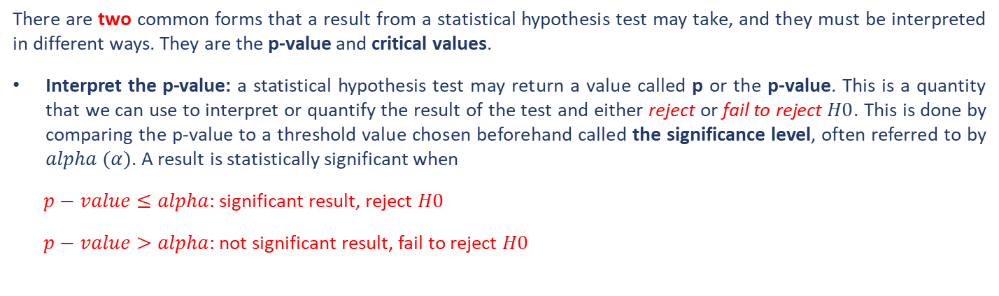 There are two common forms that a result from a statistical hypothesis test may take, and they must be interpreted
in different ways. They are the p-value and critical values.
• Interpret the p-value: a statistical hypothesis test may return a value called p or the p-value. This is a quantity
that we can use to interpret or quantify the result of the test and either reject or fail to reject H0. This is done by
comparing the p-value to a threshold value chosen beforehand called the significance level, often referred to by
alpha (α). A result is statistically significant when
p − value ≤ alpha: significant result, reject H0
p − value > alpha: not significant result, fail to reject H0